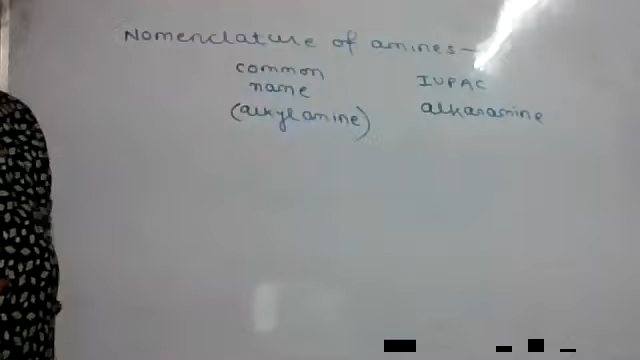 Nomenclature of amines-
common IUPAC
name
(alkylamine) alkanamine